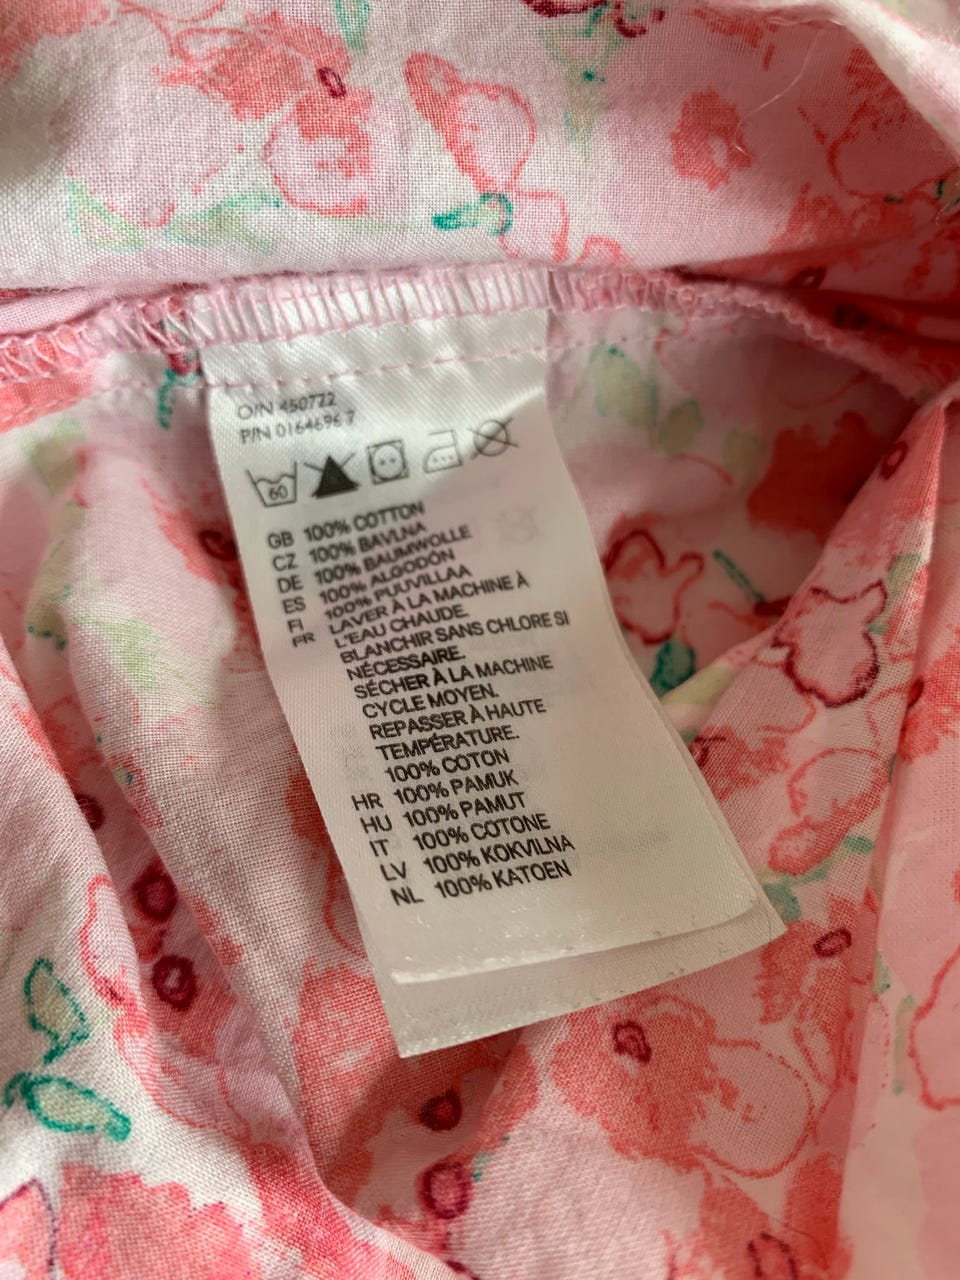 O/N 450722
P/N 0164696 7
60
GB 100% COTTON
CZ 100% BAVLNA
DE 100% BAUMWOLLE
ES 100% ALGODÓN
FI 100% PUUVILLAA
FR LAVER À LA MACHINE À
L'EAU CHAUDE.
BLANCHIR SANS CHLORE SI
NÉCESSAIRE.
SÉCHER À LA MACHINE
CYCLE MOYEN.
REPASSER À HAUTE
TEMPÉRATURE.
100% COTON
HR 100% PAMUK
HU 100% PAMUT
IT 100% COTONE
LV 100% KOKVILNA
NL 100% KATOEN